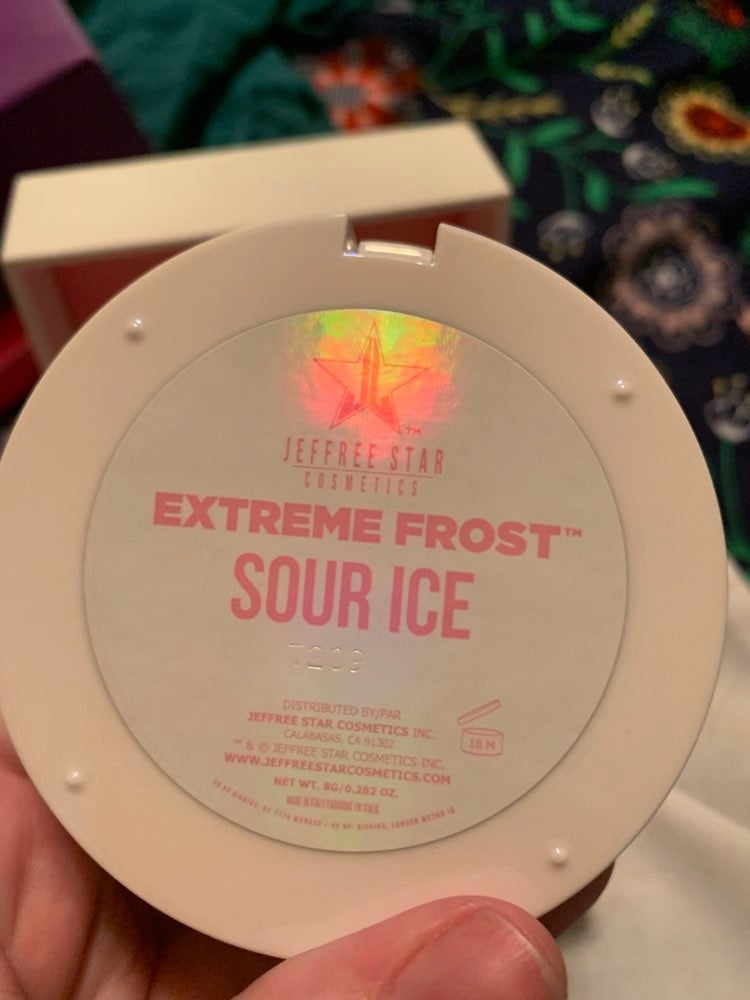 TM
JEFFREE STAR
COSMETICS
EXTREME FROST™
SOUR ICE
DISTRIBUTED BY/PAR
JEFFREE STAR COSMETICS INC.
CALABASAS, CA 91302
™ & © JEFFREE STAR COSMETICS INC.
WWW.JEFFREESTARCOSMETICS.COM
NET WT. 8G/0.282 OZ.
MADE IN ITALY/FABRIQUÉ EN ITALIE
18 M